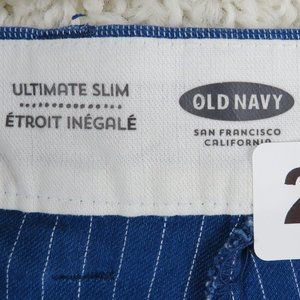 ULTIMATE SLIM
ÉTROIT INÉGALÉ
OLD NAVY
SAN FRANCISCO
CALIFORNIA
2